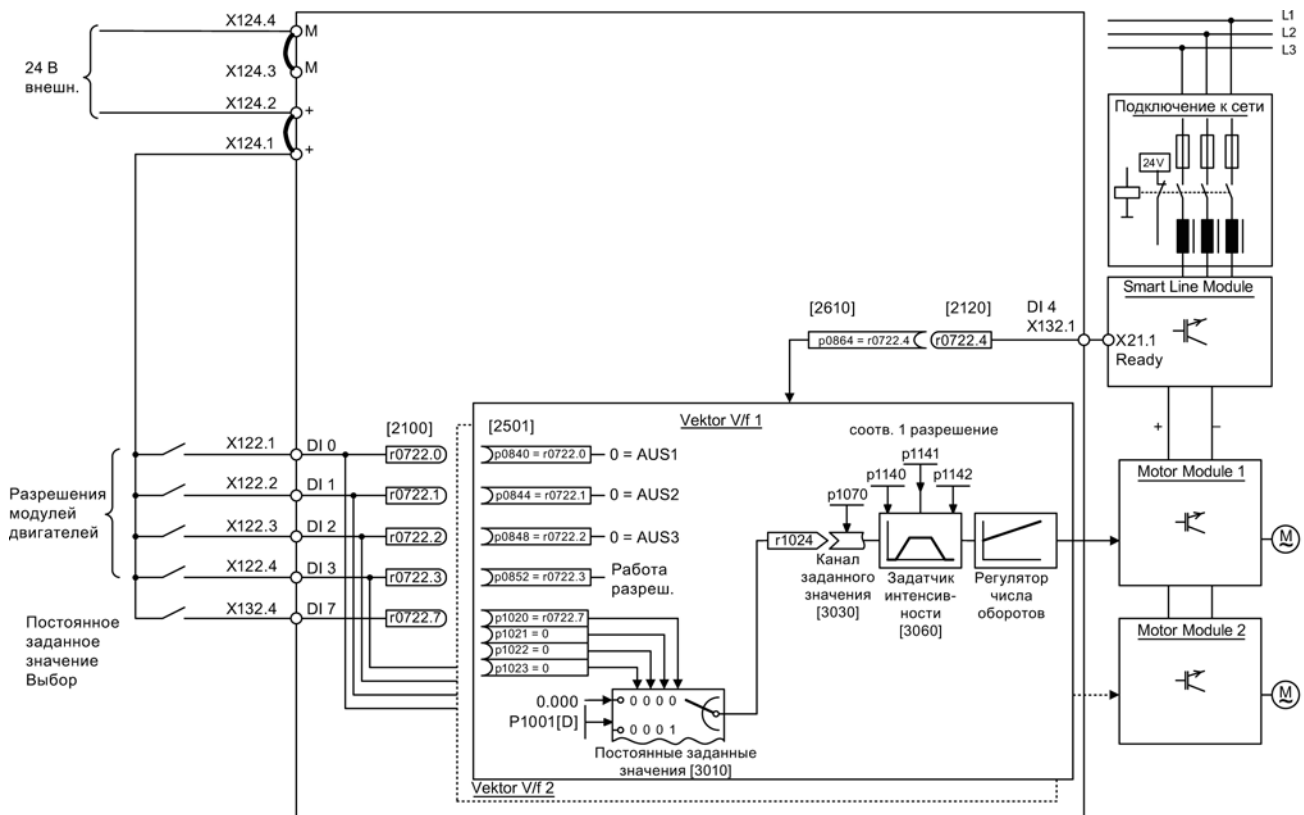 X124.4
M
24 В
внешн.
X124.3
M
X124.2
+
X124.1
+
L1
L2
L3
Подключение к сети
24V
Smart Line Module
[2610]
[2120]
DI 4
X132.1
p0864 = r0722.4
r0722.4
X21.1
Ready
+
–
Vektor V/f 1
[2100]
[2501]
соотв. 1 разрешение
p1141
p1140
p1142
p1070
Разрешения
модулей
двигателей
X122.1
DI 0
r0722.0
p0840 = r0722.0
0 = AUS1
X122.2
DI 1
r0722.1
p0844 = r0722.1
0 = AUS2
X122.3
DI 2
r0722.2
p0848 = r0722.2
0 = AUS3
X122.4
DI 3
r0722.3
p0852 = r0722.3
Работа
разреш.
Постоянное
заданное
значение
Выбор
X132.4
DI 7
r0722.7
p1020 = r0722.7
p1021 = 0
p1022 = 0
p1023 = 0
r1024
Канал
заданного
значения
[3030]
Задатчик
интенсив-
ности
[3060]
Регулятор
числа
оборотов
0.000
0 0 0 0
P1001[D]
0 0 0 1
Постоянные заданные
значения [3010]
Vektor V/f 2
Motor Module 1
M
~
Motor Module 2
M
~